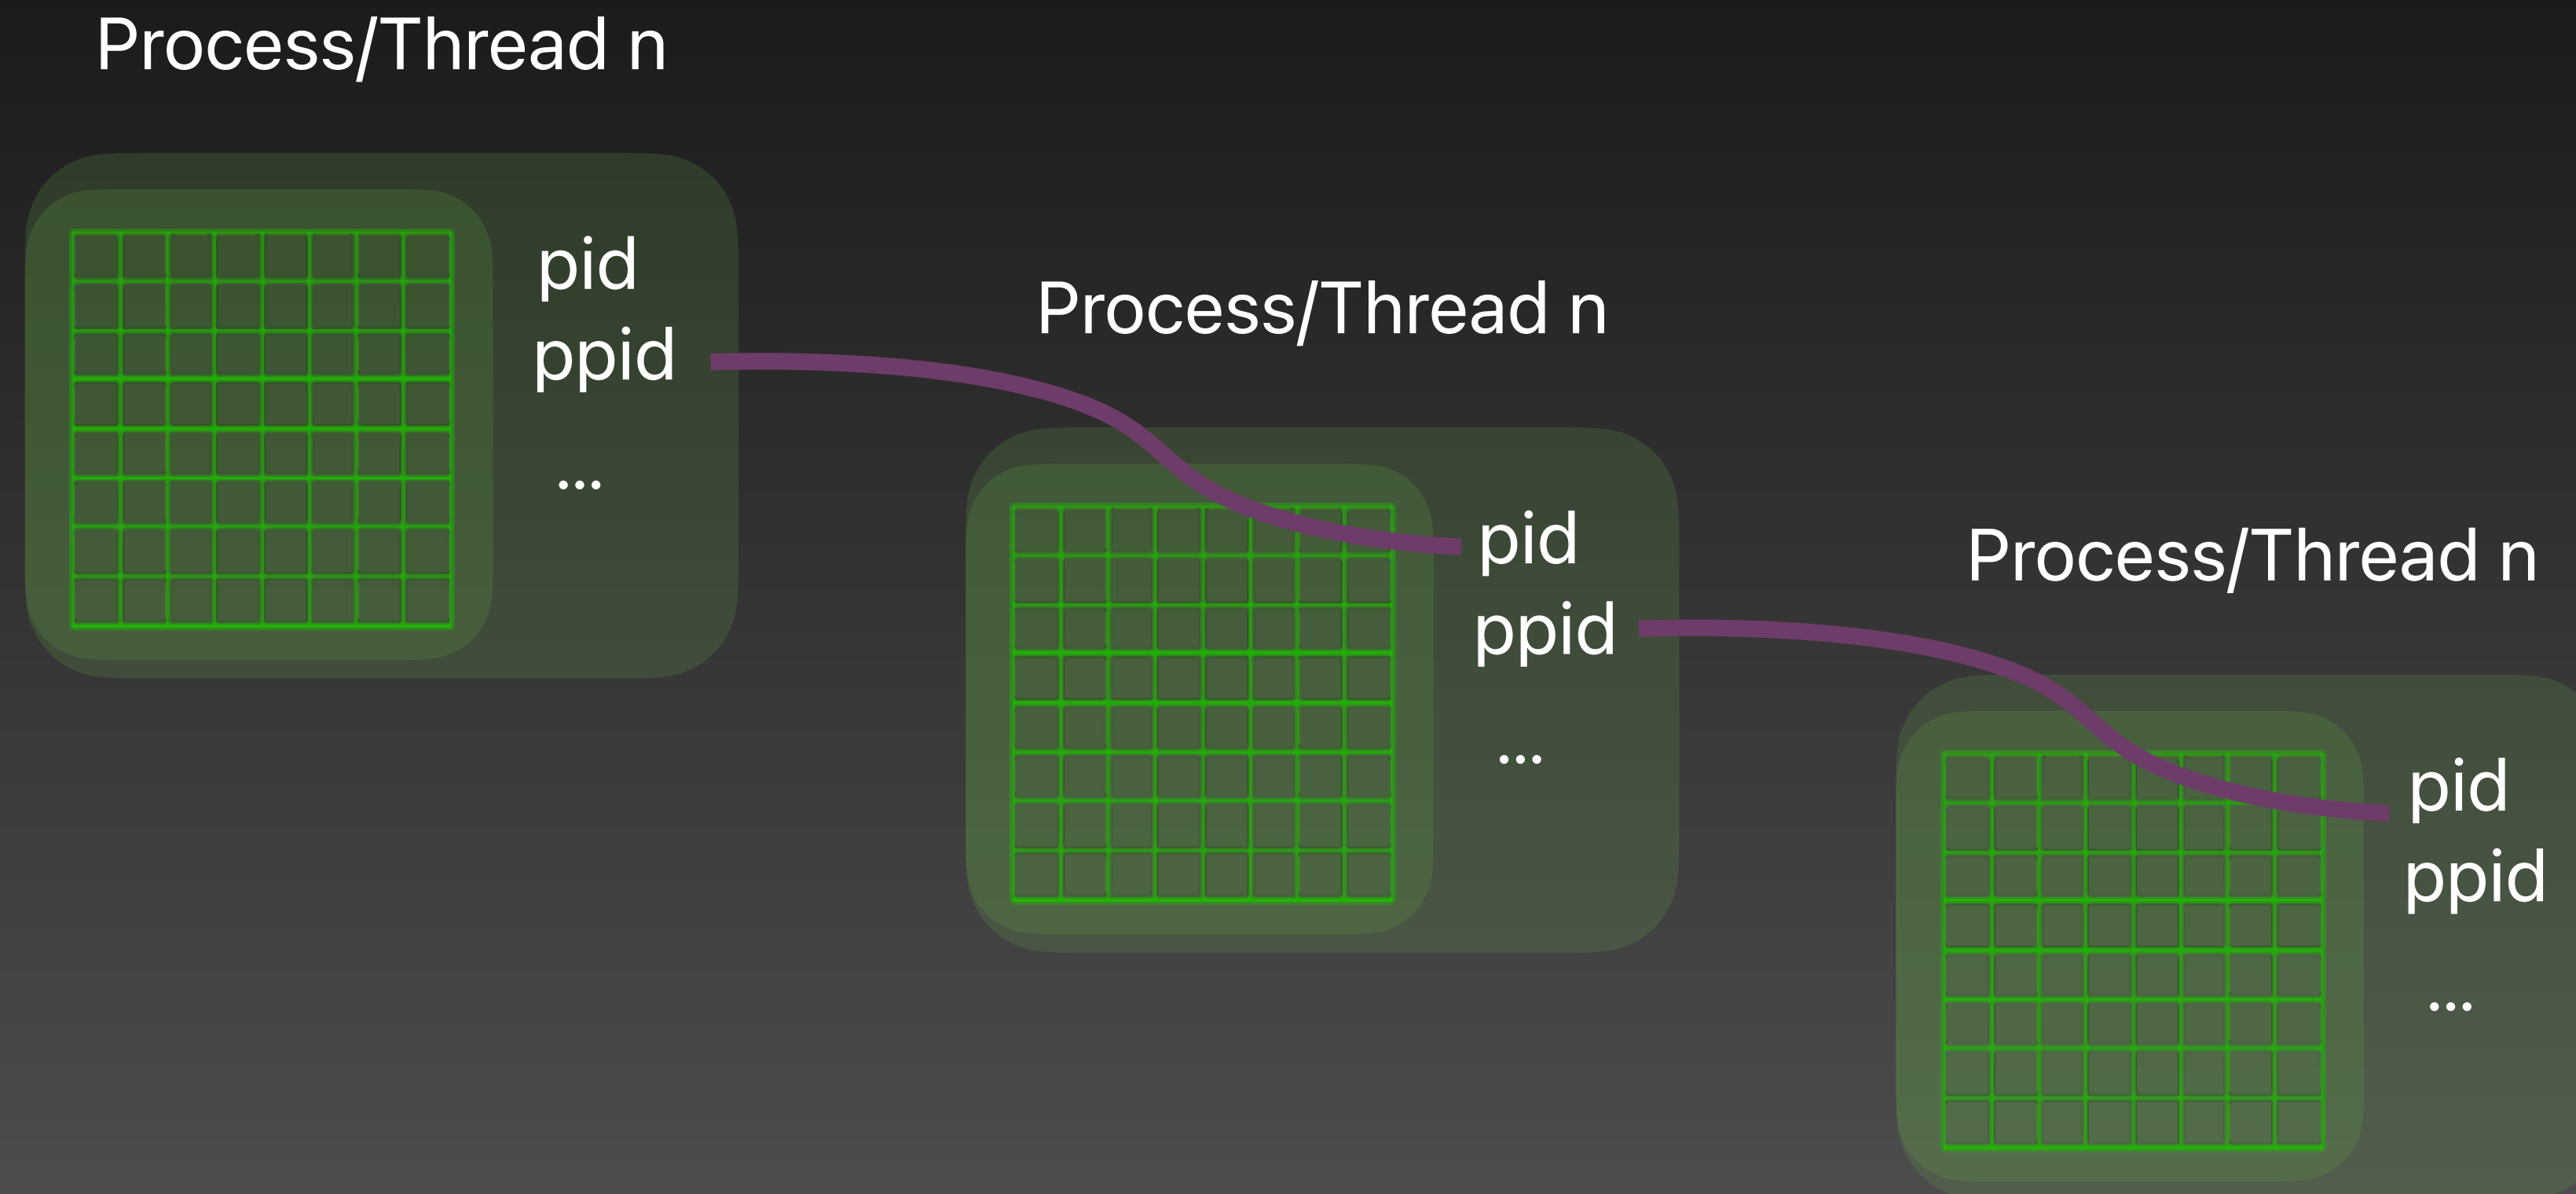 Process/Thread n
pid
ppid
...
Process/Thread n
pid
ppid
...
Process/Thread n
pid
ppid
...